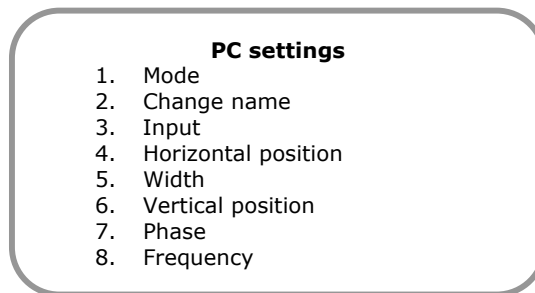 PC settings
1. Mode
2. Change name
3. Input
4. Horizontal position
5. Width
6. Vertical position
7. Phase
8. Frequency